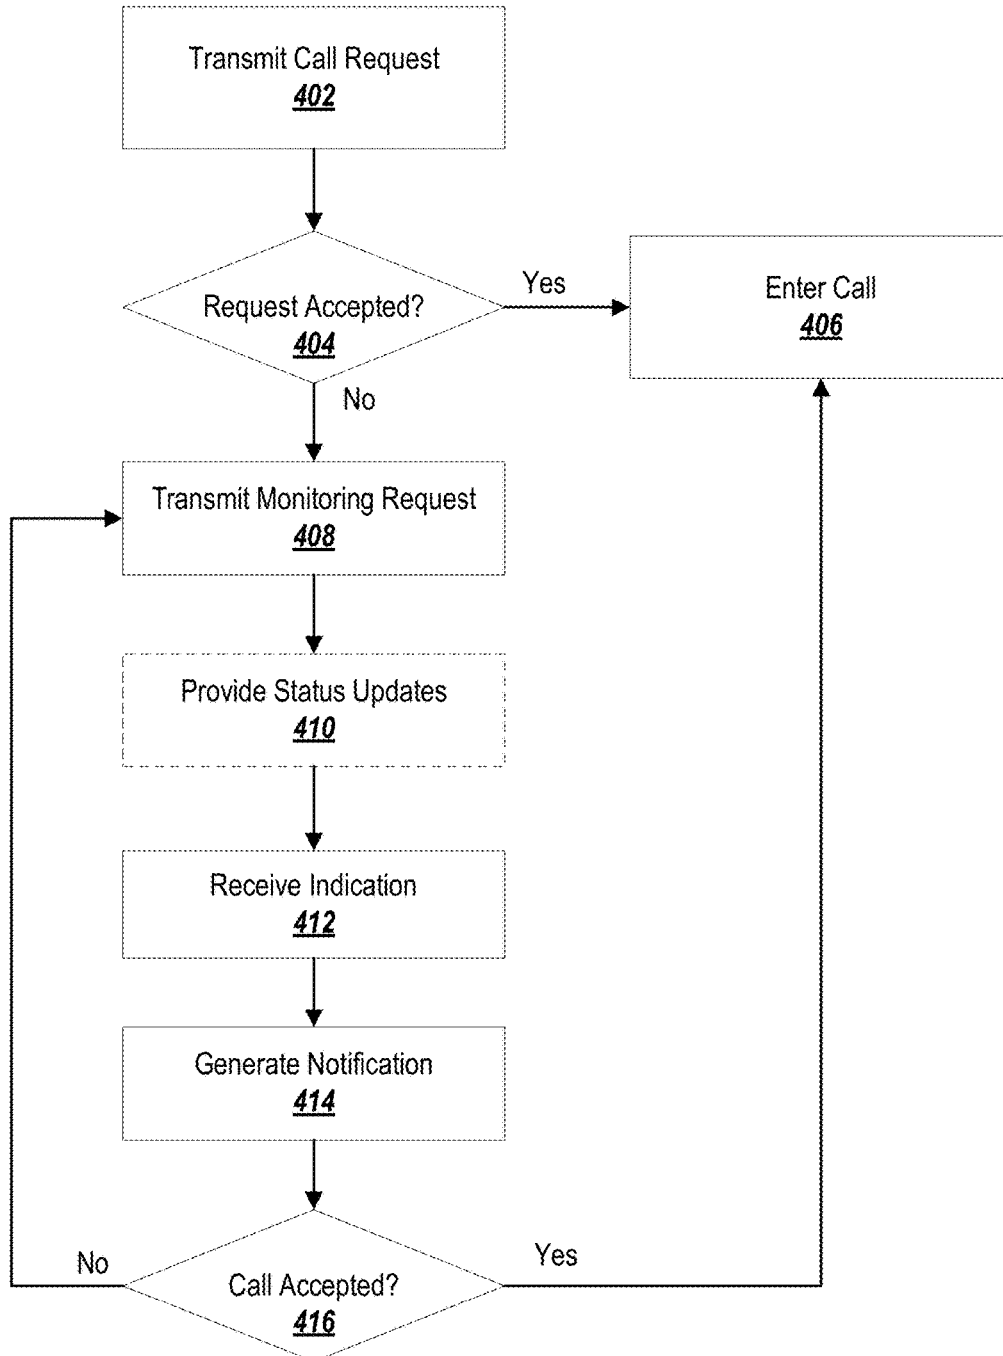 Transmit Call Request
402
Request Accepted?
404
Yes
Enter Call
406
No
Transmit Monitoring Request
408
Provide Status Updates
410
Receive Indication
412
Generate Notification
414
No
Call Accepted?
416
Yes